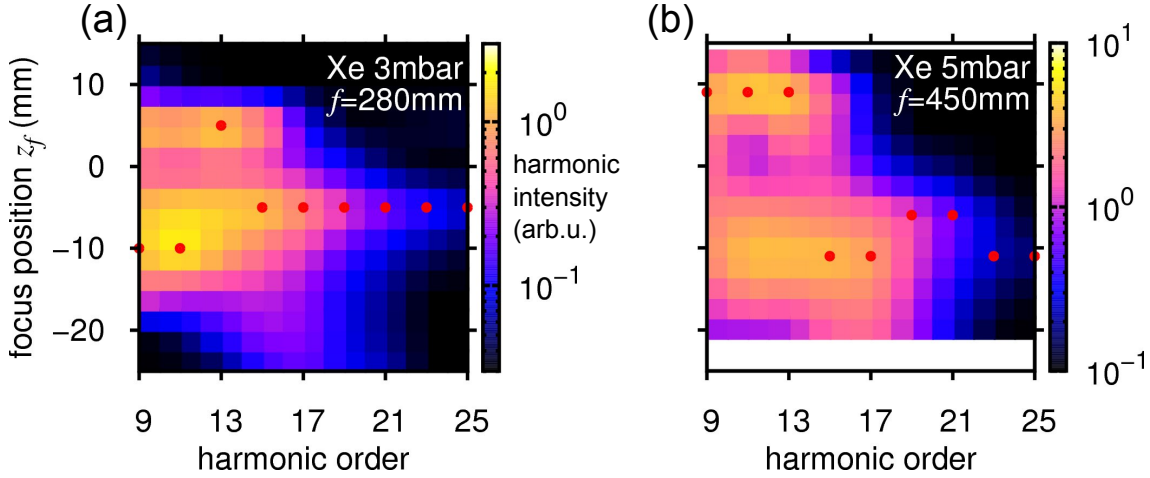 (a)
(b)
Xe 3mbar
f=280mm
Xe 5mbar
f=450mm
focus position z_f (mm)
10
0
−10
−20
10^0
harmonic
intensity
(arb.u.)
10^-1
10^1
10^0
10^-1
9 13 17 21 25
harmonic order
9 13 17 21 25
harmonic order